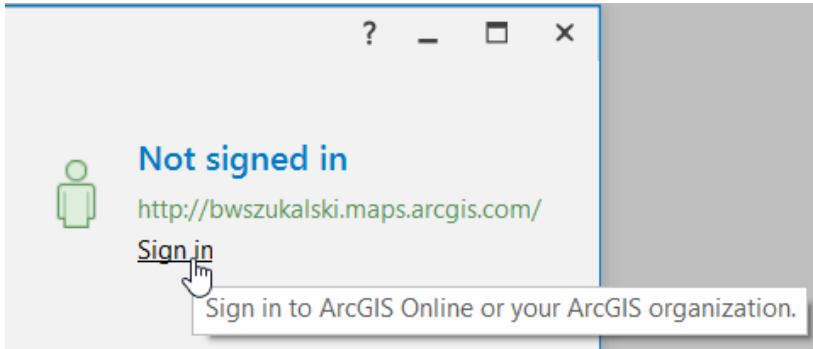 ?
Not signed in
http://bwszukalski.maps.arcgis.com/
Sign in
Sign in to ArcGIS Online or your ArcGIS organization.